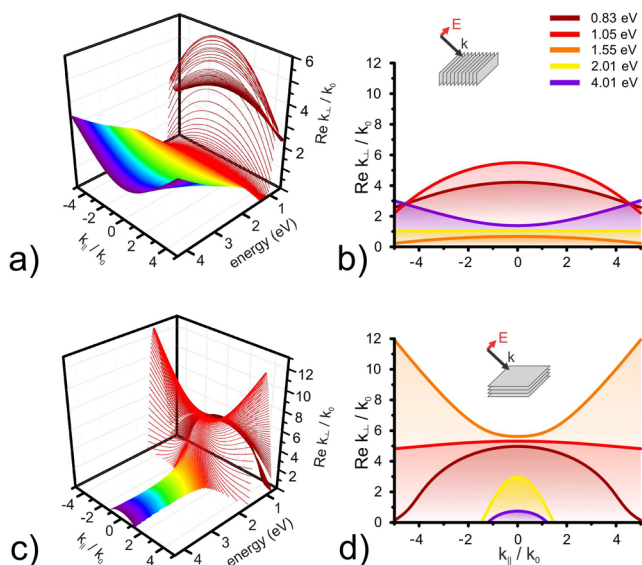 a)
6
4
2
Re k⊥ / k₀
-4
-2
0
2
4
k∥ / k₀
4
3
2
1
energy (eV)
b)
E
k
0.83 eV
1.05 eV
1.55 eV
2.01 eV
4.01 eV
12
10
8
6
4
2
0
Re k⊥ / k₀
-4
-2
0
2
4
c)
12
10
8
6
4
2
Re k⊥ / k₀
-4
-2
0
2
4
k∥ / k₀
4
3
2
1
energy (eV)
d)
E
k
12
10
8
6
4
2
0
Re k⊥ / k₀
-4
-2
0
2
4
k|| / k₀